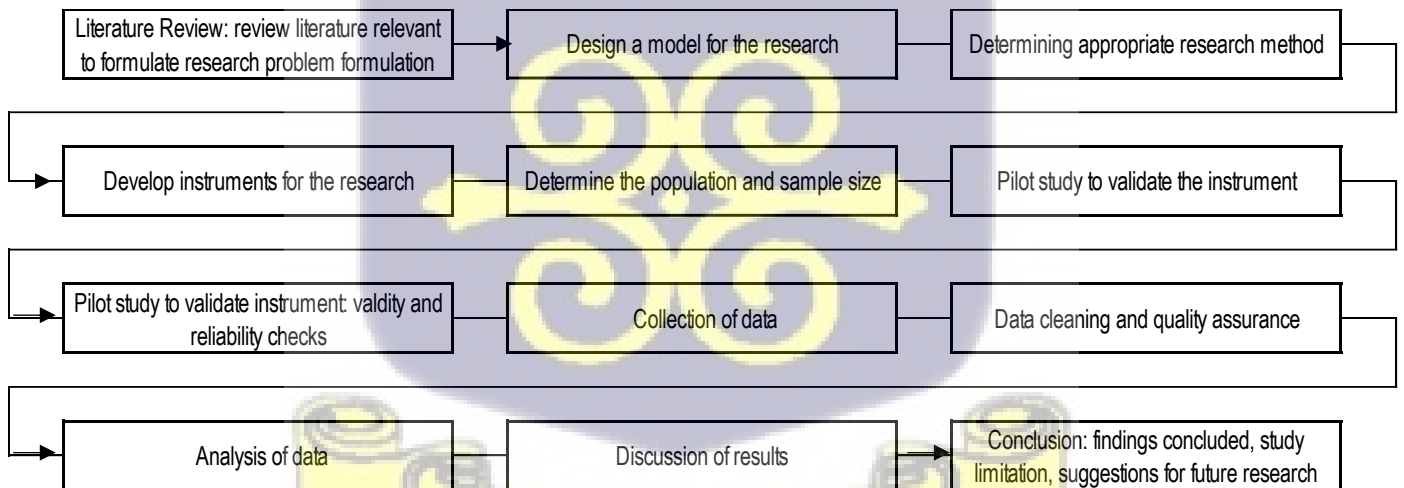 Literature Review: review literature relevant
to formulate research problem formulation
Design a model for the research
Determining appropriate research method
Develop instruments for the research
Determine the population and sample size
Pilot study to validate the instrument
Pilot study to validate instrument: valdity and
reliability checks
Collection of data
Data cleaning and quality assurance
Analysis of data
Discussion of results
Conclusion: findings concluded, study
limitation, suggestions for future research